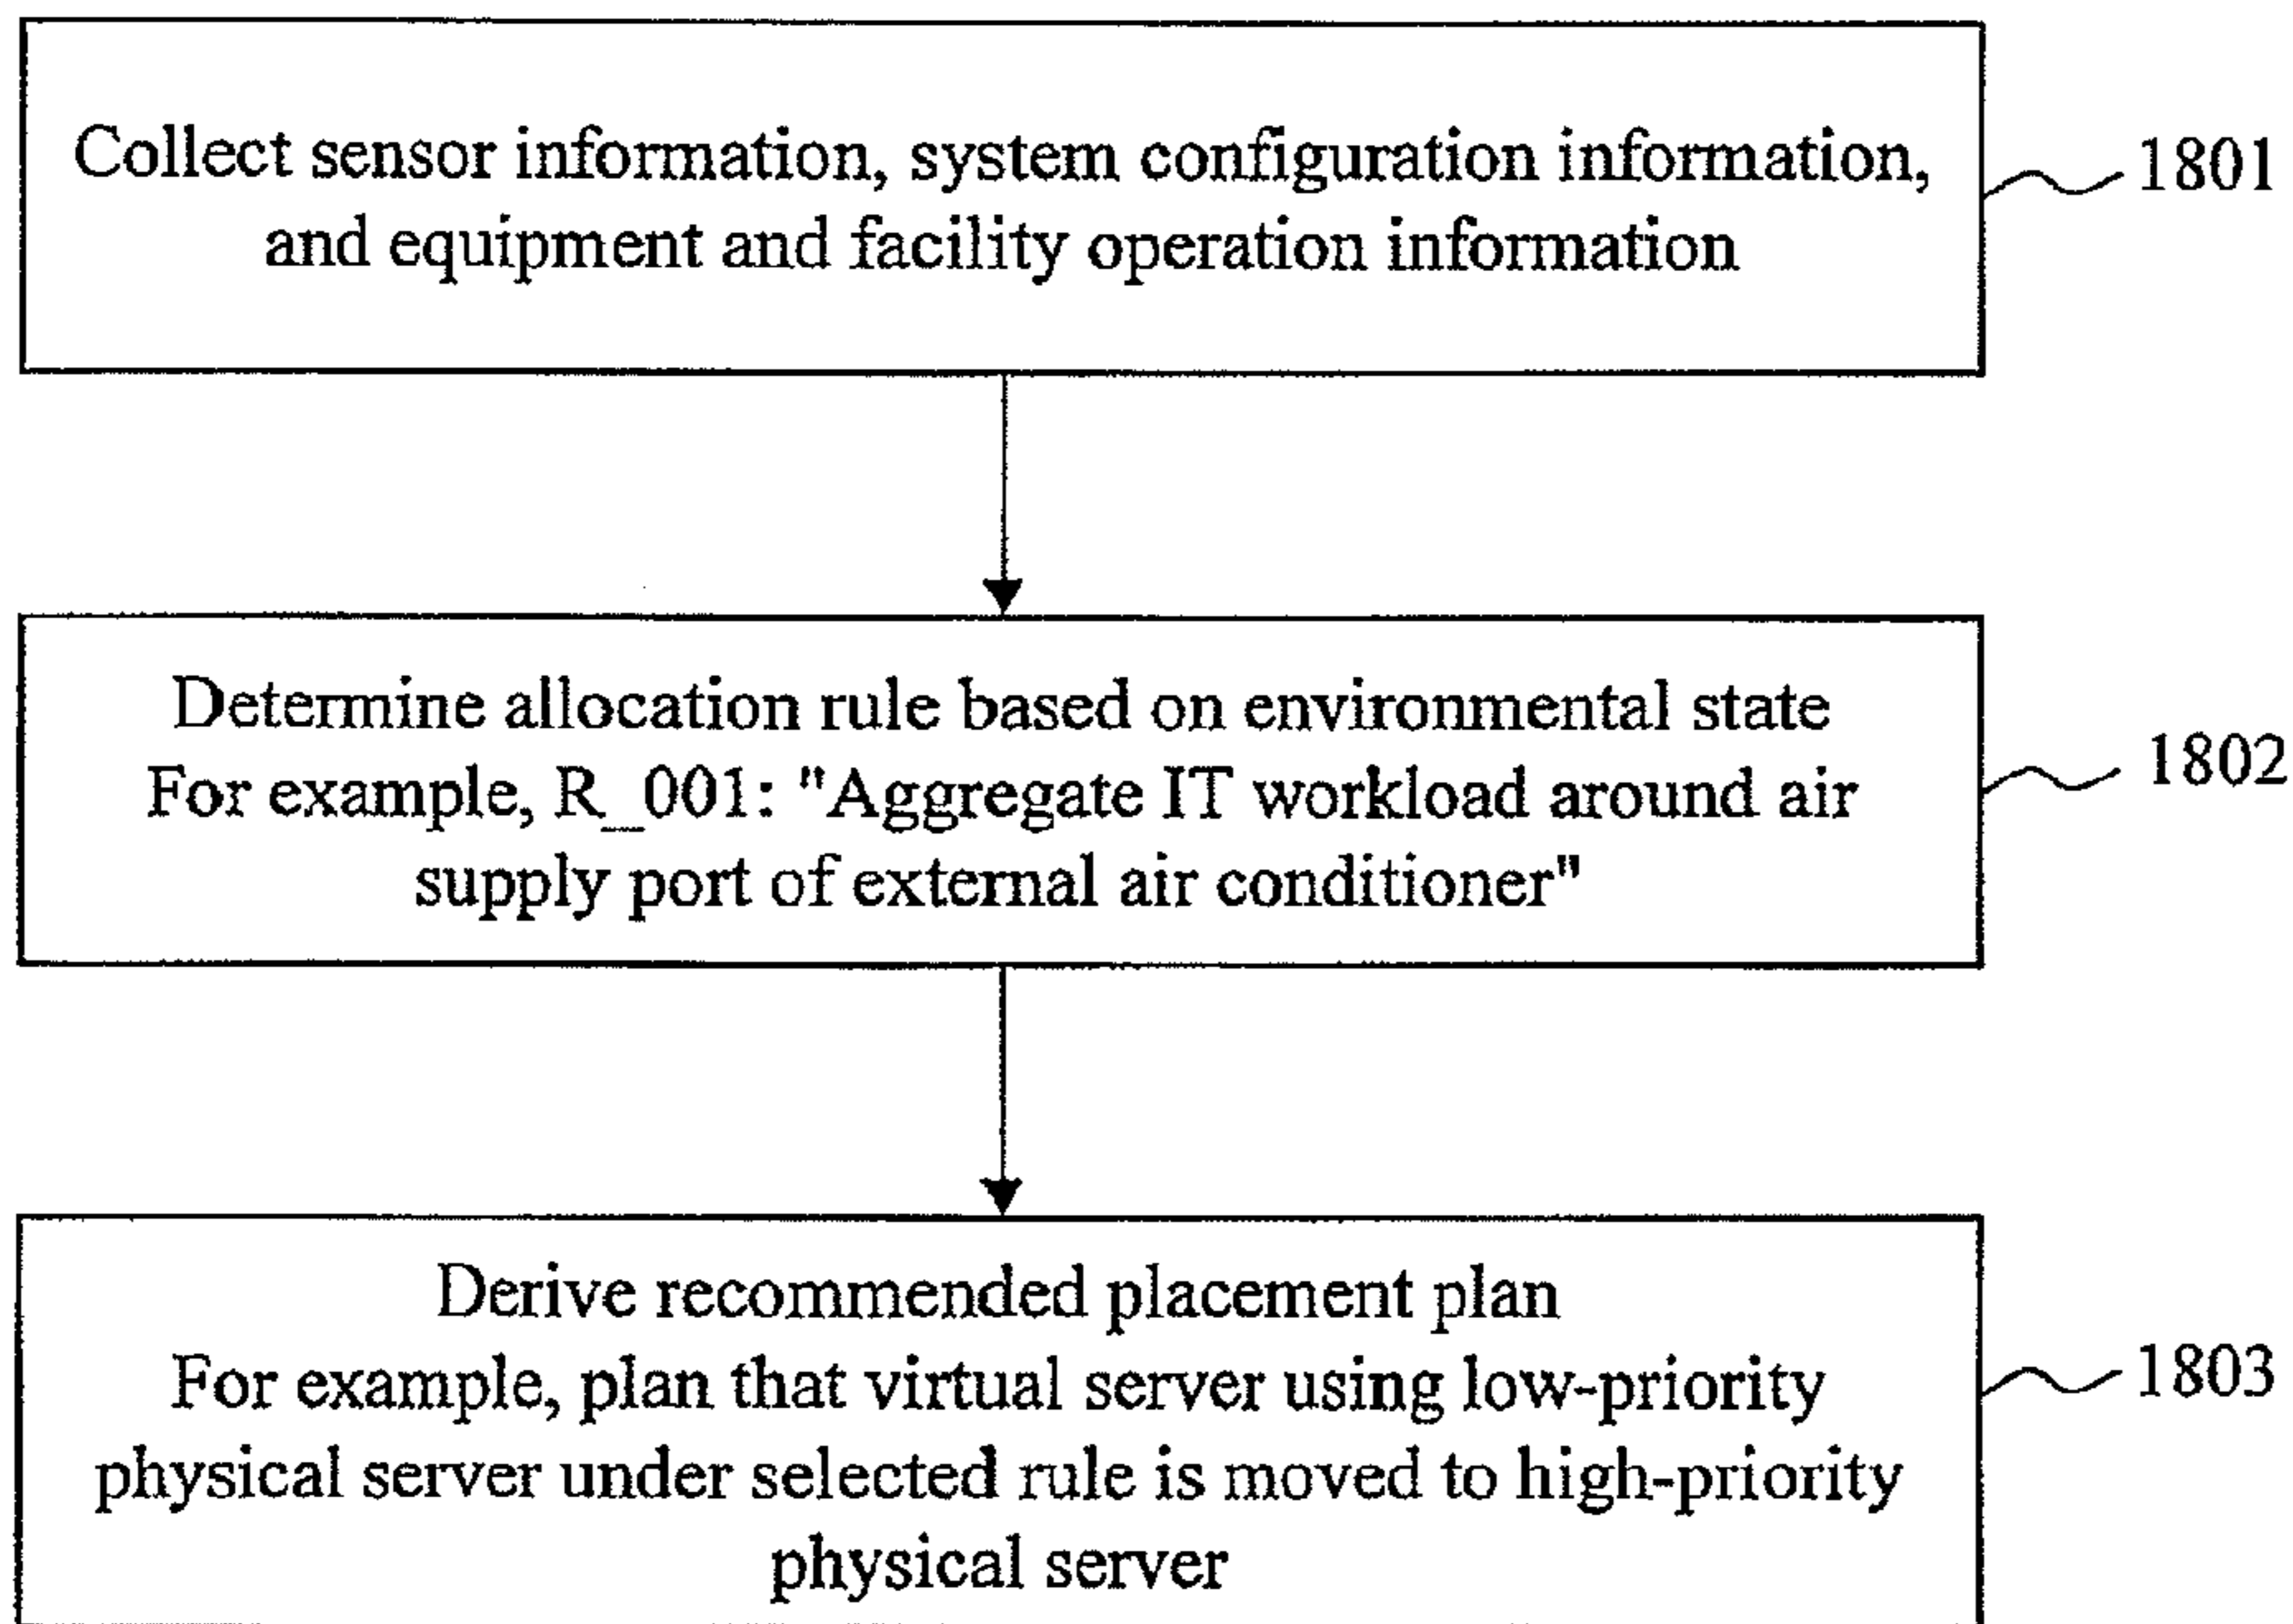 Collect sensor information, system configuration information,
and equipment and facility operation information
1801
Determine allocation rule based on environmental state
For example, R_001: "Aggregate IT workload around air
supply port of external air conditioner"
1802
Derive recommended placement plan
For example, plan that virtual server using low-priority
physical server under selected rule is moved to high-priority
physical server
1803